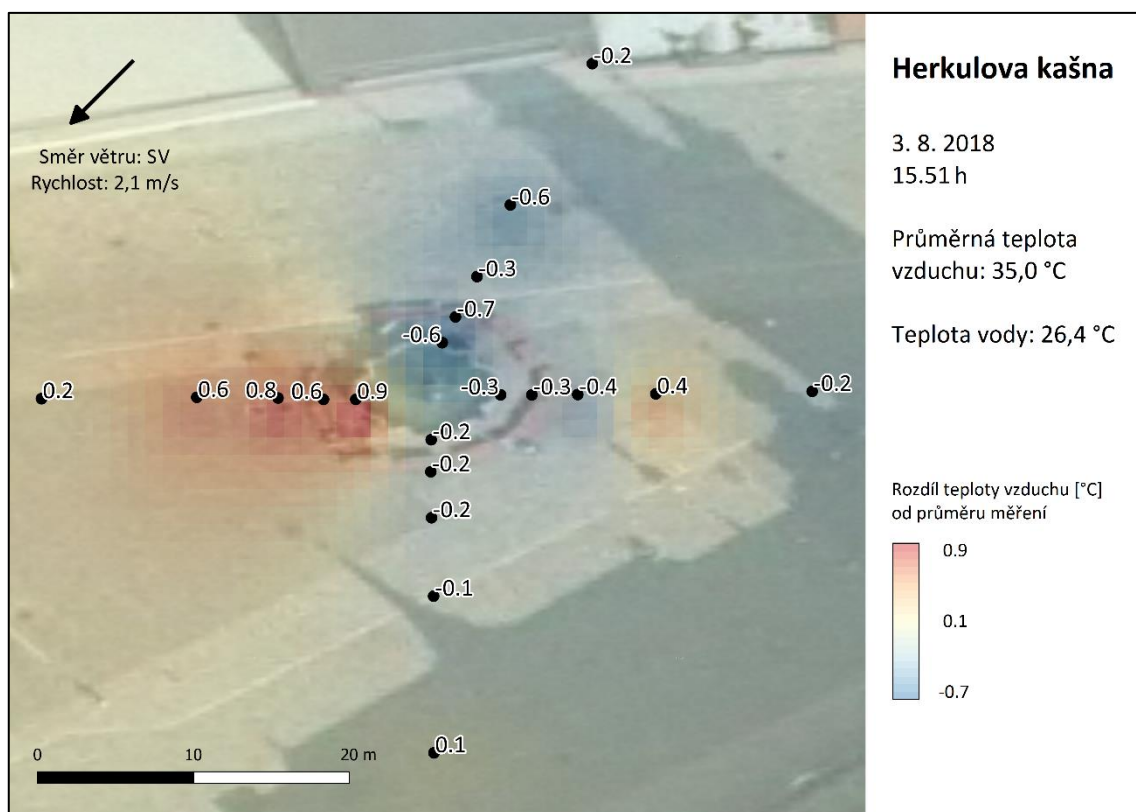 Herkulova kašna
3. 8. 2018
15.51 h
Průměrná teplota
vzduchu: 35,0 °C
Teplota vody: 26,4 °C
Rozdíl teploty vzduchu [°C]
od průměru měření
0.9
0.1
-0.7
Směr větru: SV
Rychlost: 2,1 m/s
-0.2
-0.6
-0.3
-0.7
-0.6
0.2
0.6
0.8
0.6
0.9
-0.3
-0.3
-0.4
0.4
-0.2
-0.2
-0.2
-0.2
-0.1
0.1
0 10 20 m